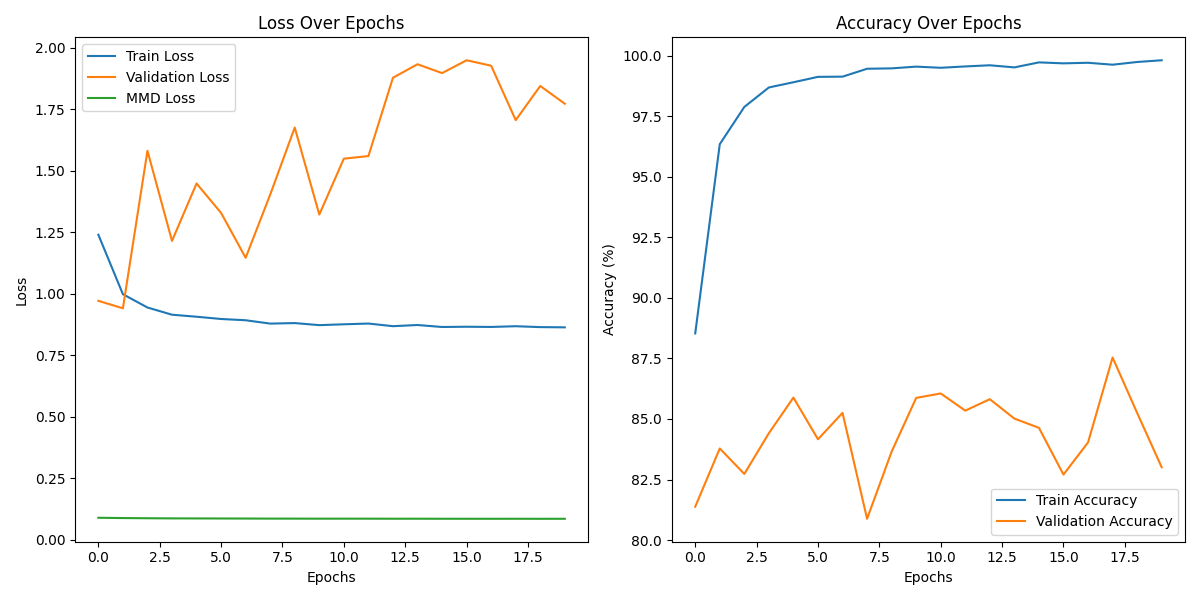 Loss Over Epochs
Train Loss
Validation Loss
MMD Loss
2.00
1.75
1.50
1.25
1.00
0.75
0.50
0.25
0.00
Loss
0.0 2.5 5.0 7.5 10.0 12.5 15.0 17.5
Epochs
Accuracy Over Epochs
100.0
97.5
95.0
92.5
90.0
87.5
85.0
82.5
80.0
Accuracy (%)
Train Accuracy
Validation Accuracy
0.0 2.5 5.0 7.5 10.0 12.5 15.0 17.5
Epochs